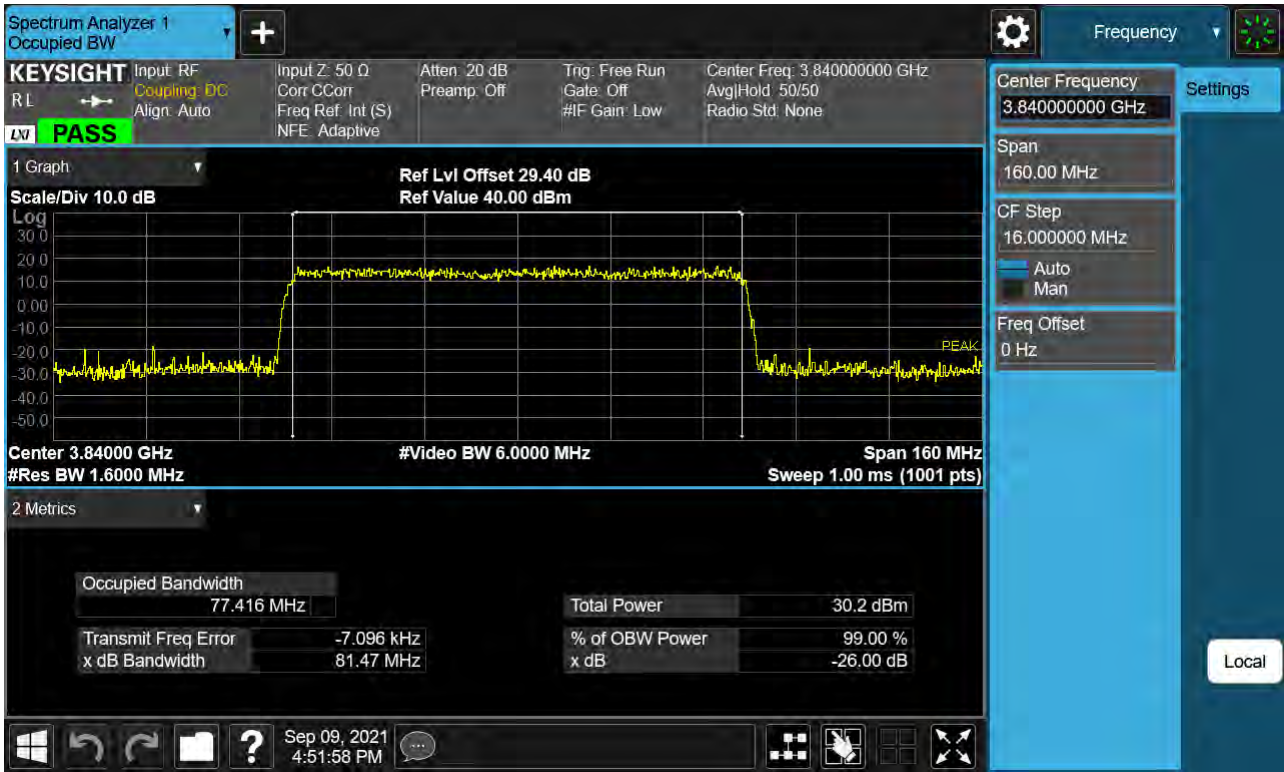 Spectrum Analyzer 1
Occupied BW
+
Frequency
KEYSIGHT
R L
LXI PASS
Input: RF
Coupling: DC
Align: Auto
Input Z: 50 Ω
Corr CCorr
Freq Ref: Int (S)
NFE: Adaptive
Atten: 20 dB
Preamp: Off
Trig: Free Run
Gate: Off
#IF Gain: Low
Center Freq: 3.840000000 GHz
Avg|Hold: 50/50
Radio Std: None
Center Frequency
3.840000000 GHz
Settings
Span
160.00 MHz
CF Step
16.000000 MHz
Auto
Man
Freq Offset
0 Hz
Local
1 Graph
Scale/Div 10.0 dB
Ref Lvl Offset 29.40 dB
Ref Value 40.00 dBm
Log
30.0
20.0
10.0
0.00
-10.0
-20.0
-30.0
-40.0
-50.0
PEAK
Center 3.84000 GHz
#Video BW 6.0000 MHz
Span 160 MHz
#Res BW 1.6000 MHz
Sweep 1.00 ms (1001 pts)
2 Metrics
Occupied Bandwidth
77.416 MHz
Total Power 30.2 dBm
Transmit Freq Error -7.096 kHz
% of OBW Power 99.00 %
x dB Bandwidth 81.47 MHz
x dB -26.00 dB
?
Sep 09, 2021
4:51:58 PM